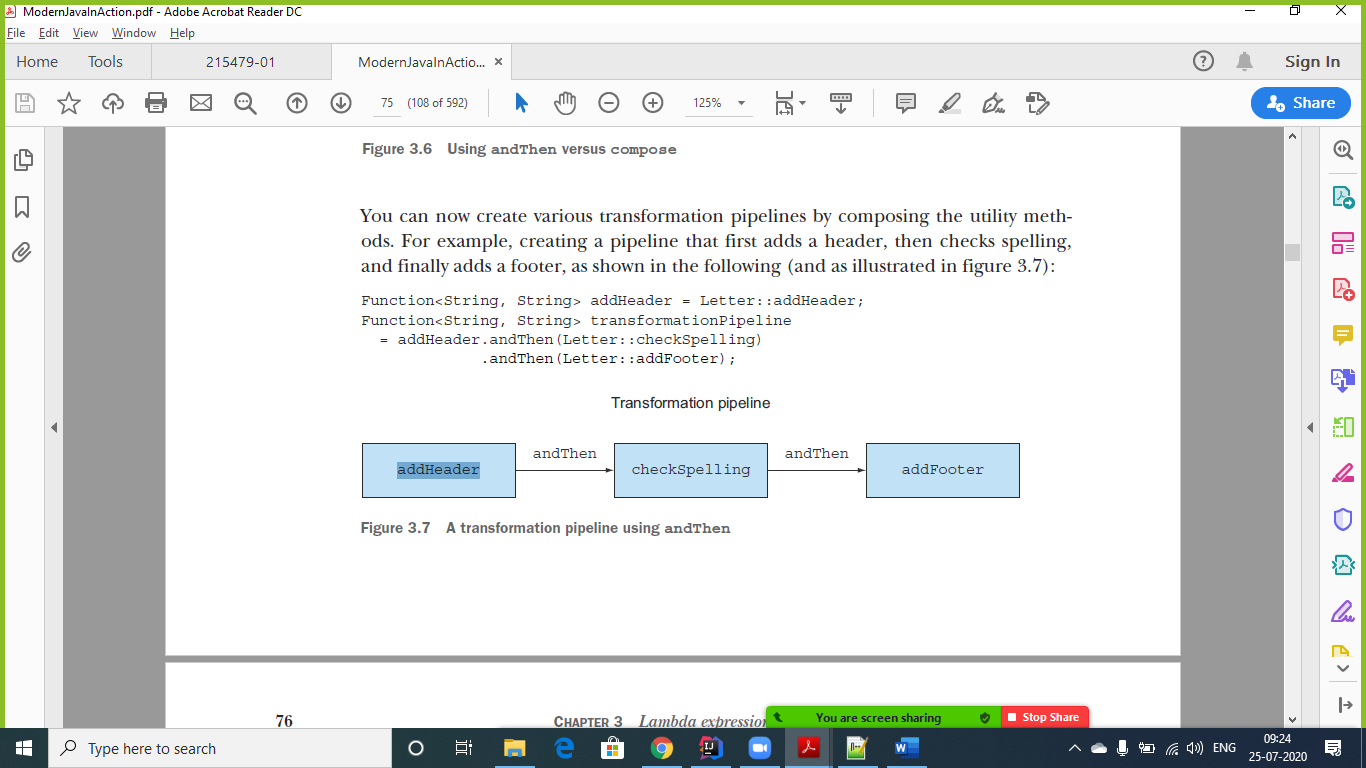 ModernJavaInAction.pdf - Adobe Acrobat Reader DC
File Edit View Window Help
Home Tools 215479-01 ModernJavaInActio... × Sign In
75 (108 of 592) 125% Share
Figure 3.6 Using andThen versus compose
You can now create various transformation pipelines by composing the utility meth-
ods. For example, creating a pipeline that first adds a header, then checks spelling,
and finally adds a footer, as shown in the following (and as illustrated in figure 3.7):
Function<String, String> addHeader = Letter::addHeader;
Function<String, String> transformationPipeline
= addHeader.andThen(Letter::checkSpelling)
.andThen(Letter::addFooter);
Transformation pipeline
andThen andThen
addHeader checkSpelling addFooter
Figure 3.7 A transformation pipeline using andThen
76 CHAPTER 3 Lambda expression
You are screen sharing Stop Share
Type here to search ENG 09:24
25-07-2020